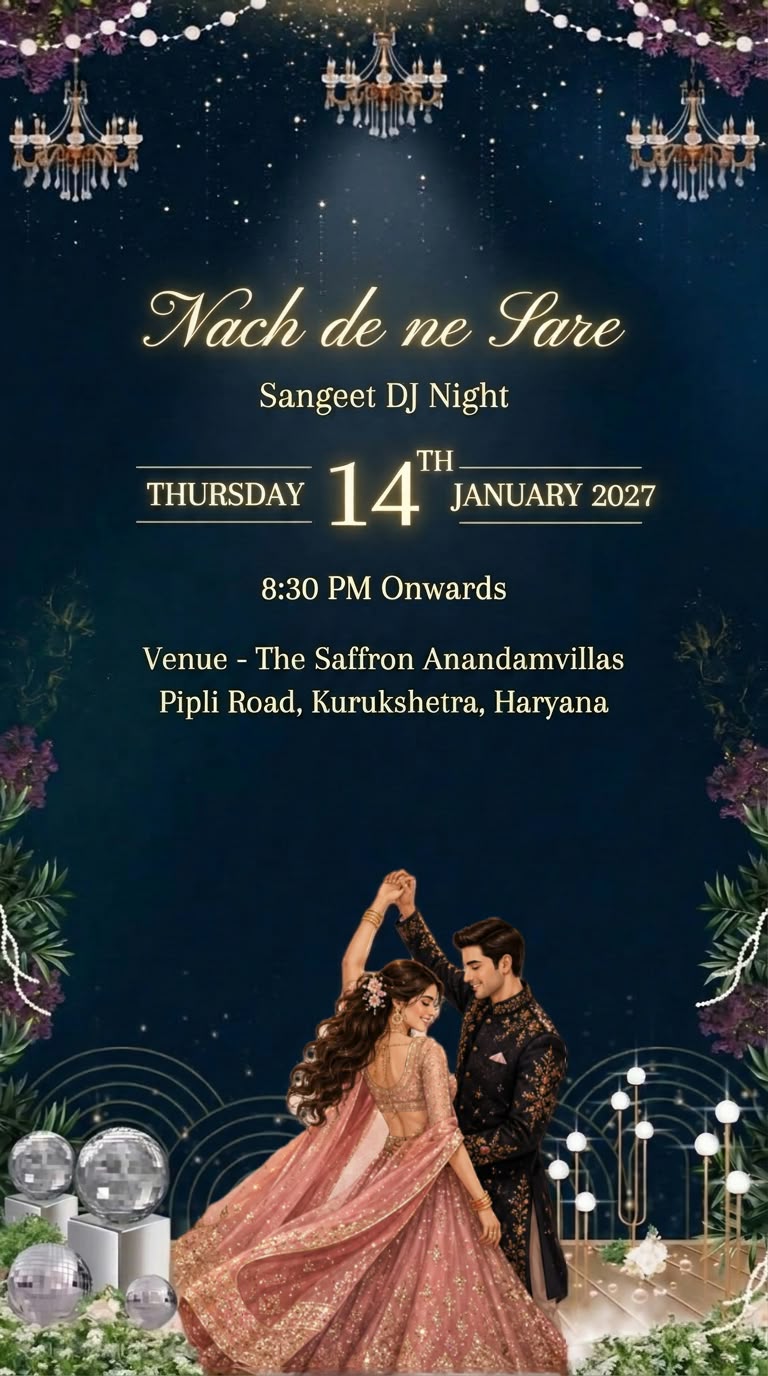 Nach de ne Sare
Sangeet DJ Night
THURSDAY 14TH JANUARY 2027
8:30 PM Onwards
Venue - The Saffron Anandamvillas
Pipli Road, Kurukshetra, Haryana